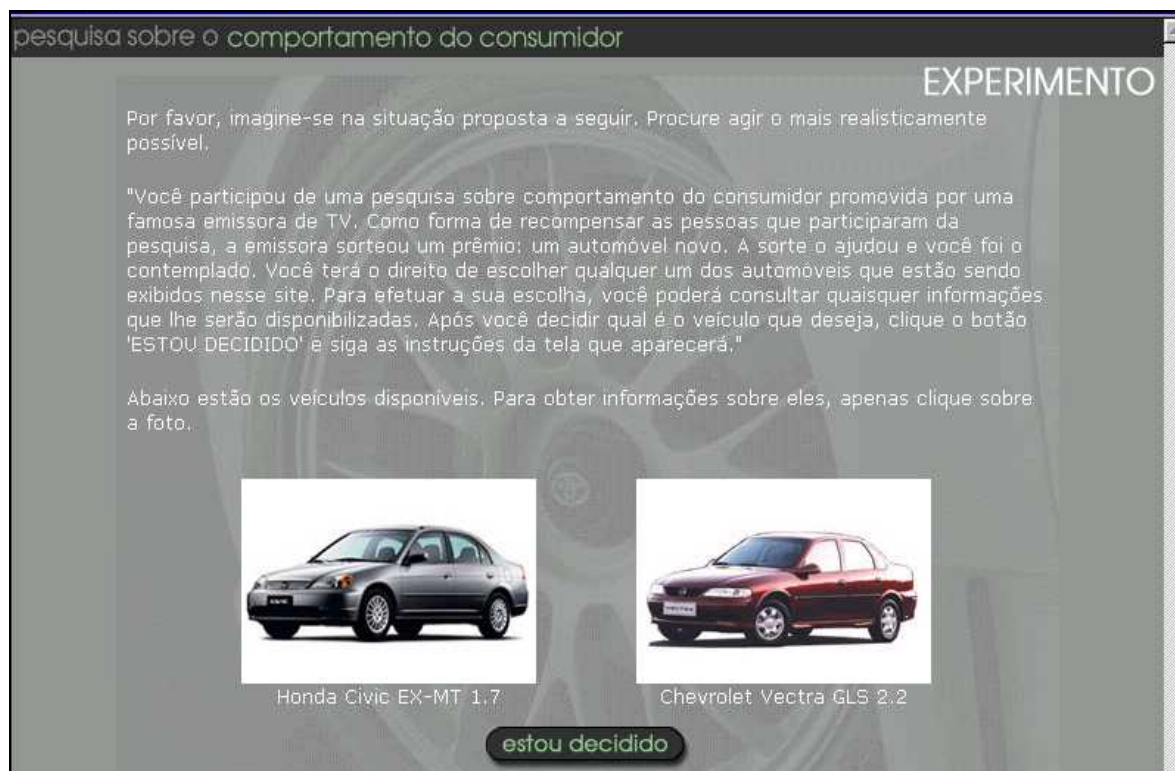 pesquisa sobre o comportamento do consumidor
EXPERIMENTO
Por favor, imagine-se na situação proposta a seguir. Procure agir o mais realisticamente
possível.
"Você participou de uma pesquisa sobre comportamento do consumidor promovida por uma
famosa emissora de TV. Como forma de recompensar as pessoas que participaram da
pesquisa, a emissora sorteou um prêmio: um automóvel novo. A sorte o ajudou e você foi o
contemplado. Você terá o direito de escolher qualquer um dos automóveis que estão sendo
exibidos nesse site. Para efetuar a sua escolha, você poderá consultar quaisquer informações
que lhe serão disponibilizadas. Após você decidir qual é o veículo que deseja, clique o botão
'ESTOU DECIDIDO' e siga as instruções da tela que aparecerá."
Abaixo estão os veículos disponíveis. Para obter informações sobre eles, apenas clique sobre
a foto.
CIVIC
VECTRA
Honda Civic EX-MT 1.7
Chevrolet Vectra GLS 2.2
estou decidido